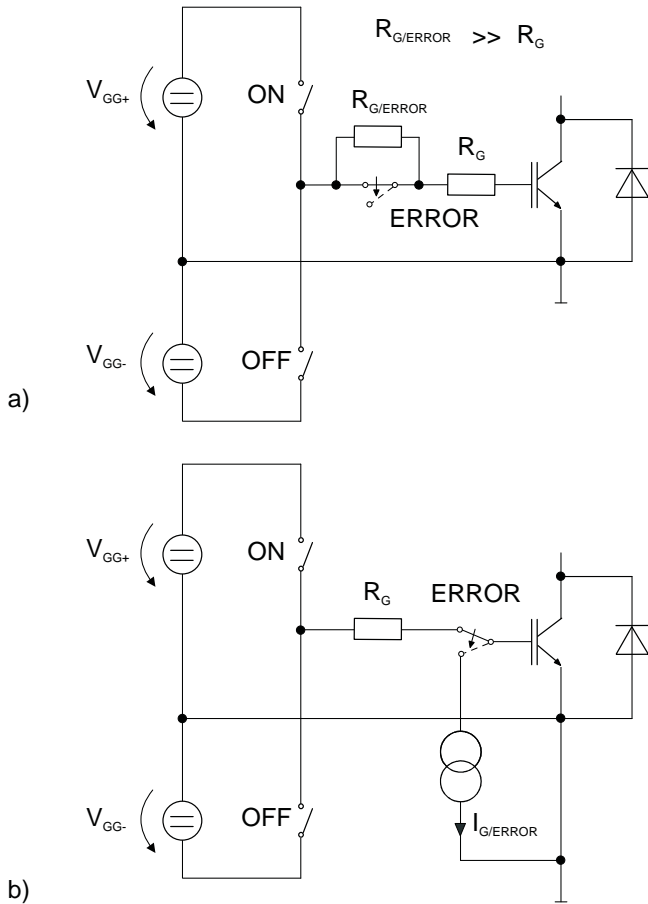 R_G/ERROR >> R_G
V_GG+
ON
R_G/ERROR
R_G
ERROR
V_GG-
OFF
a)
V_GG+
ON
R_G
ERROR
V_GG-
OFF
I_G/ERROR
b)